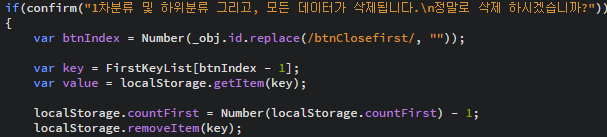 if(confirm("1차분류 및 하위분류 그리고, 모든 데이터가 삭제됩니다.\n정말로 삭제 하시겠습니까?"))
{
var btnIndex = Number(_obj.id.replace(/btnClosefirst/, ""));
var key = FirstKeyList[btnIndex - 1];
var value = localStorage.getItem(key);
localStorage.countFirst = Number(localStorage.countFirst) - 1;
localStorage.removeItem(key);